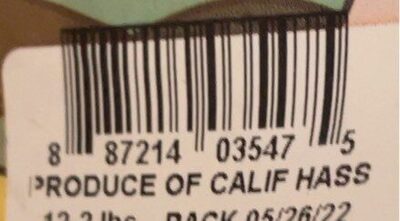 8 87214 03547 5
PRODUCE OF CALIF HASS
PACK 05/26/22